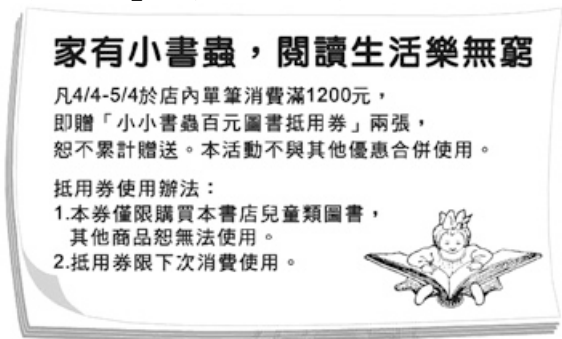 家有小書蟲，閱讀生活樂無窮
凡4/4-5/4於店內單筆消費滿1200元，
即贈「小小書蟲百元圖書抵用券」兩張，
恕不累計贈送。本活動不與其他優惠合併使用。
抵用券使用辦法：
1.本券僅限購買本書店兒童類圖書，
其他商品恕無法使用。
2.抵用券限下次消費使用。